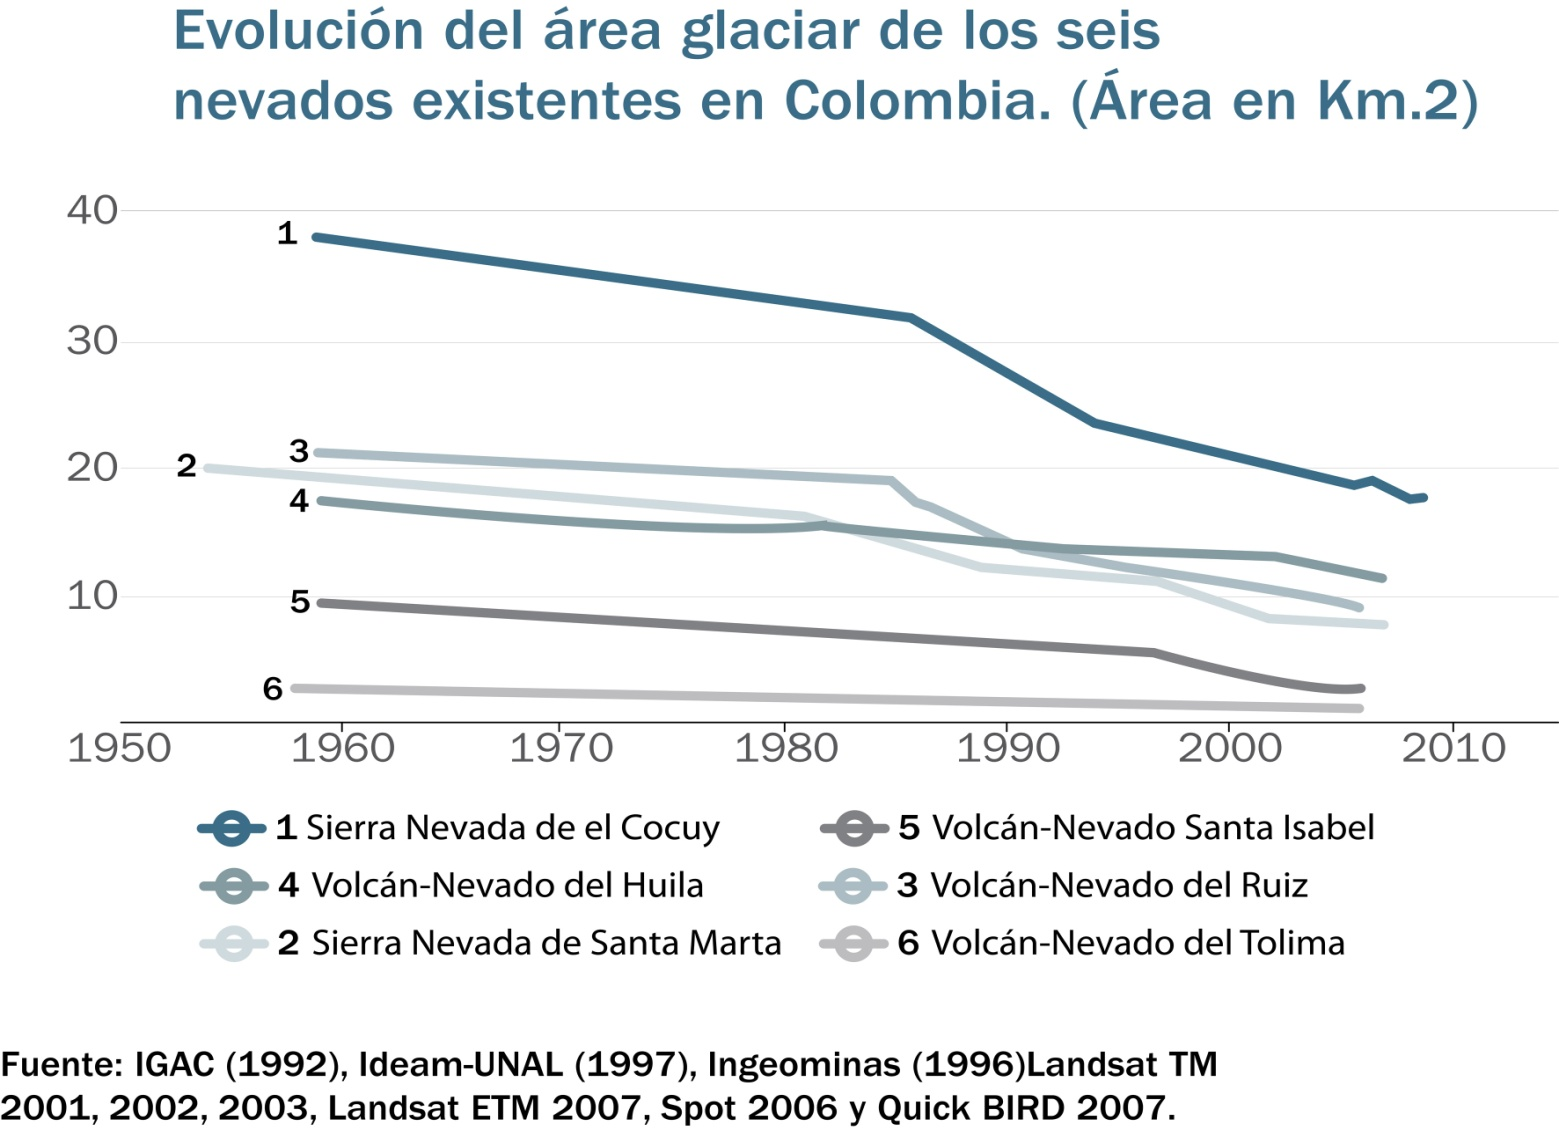 Evolución del área glaciar de los seis
nevados existentes en Colombia. (Área en Km.2)
40
1
30
3
2
20
4
5
10
6
1950 1960 1970 1980 1990 2000 2010
1 Sierra Nevada de el Cocuy
5 Volcán-Nevado Santa Isabel
4 Volcán-Nevado del Huila
3 Volcán-Nevado del Ruiz
2 Sierra Nevada de Santa Marta
6 Volcán-Nevado del Tolima
Fuente: IGAC (1992), Ideam-UNAL (1997), Ingeominas (1996)Landsat TM
2001, 2002, 2003, Landsat ETM 2007, Spot 2006 y Quick BIRD 2007.